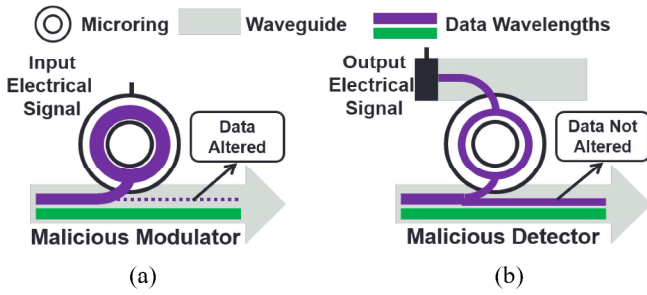 Microring Waveguide Data Wavelengths
Input
Electrical
Signal
Data
Altered
Malicious Modulator
(a)
Output
Electrical
Signal
Data Not
Altered
Malicious Detector
(b)